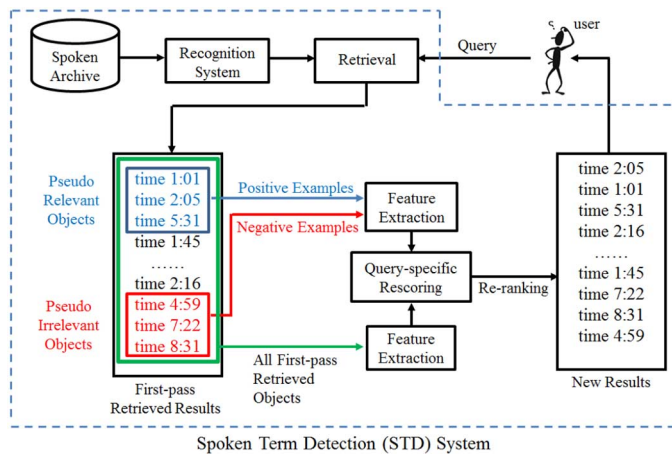 user
Query
Spoken
Archive
Recognition
System
Retrieval
Pseudo
Relevant
Objects
time 1:01
time 2:05
time 5:31
time 1:45
……
time 2:16
time 4:59
time 7:22
time 8:31
Pseudo
Irrelevant
Objects
First-pass
Retrieved Results
Positive Examples
Negative Examples
All First-pass
Retrieved
Objects
Feature
Extraction
Query-specific
Rescoring
Feature
Extraction
Re-ranking
time 2:05
time 1:01
time 5:31
time 2:16
……
time 1:45
time 7:22
time 8:31
time 4:59
New Results
Spoken Term Detection (STD) System